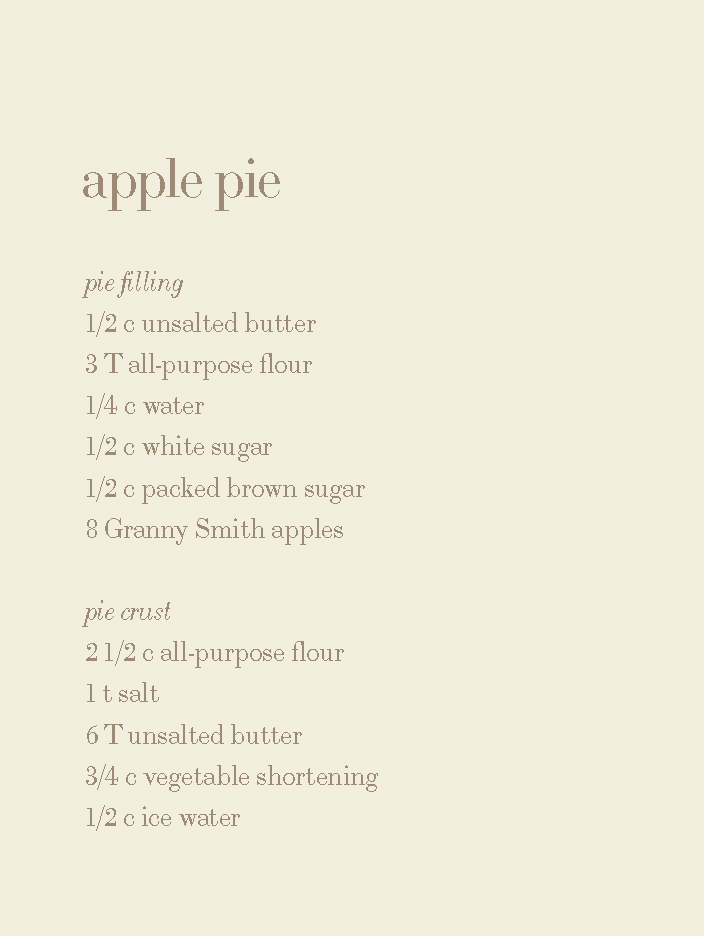 apple pie
pie filling
1/2 c unsalted butter
3 T all-purpose flour
1/4 c water
1/2 c white sugar
1/2 c packed brown sugar
8 Granny Smith apples
pie crust
2 1/2 c all-purpose flour
1 t salt
6 T unsalted butter
3/4 c vegetable shortening
1/2 c ice water